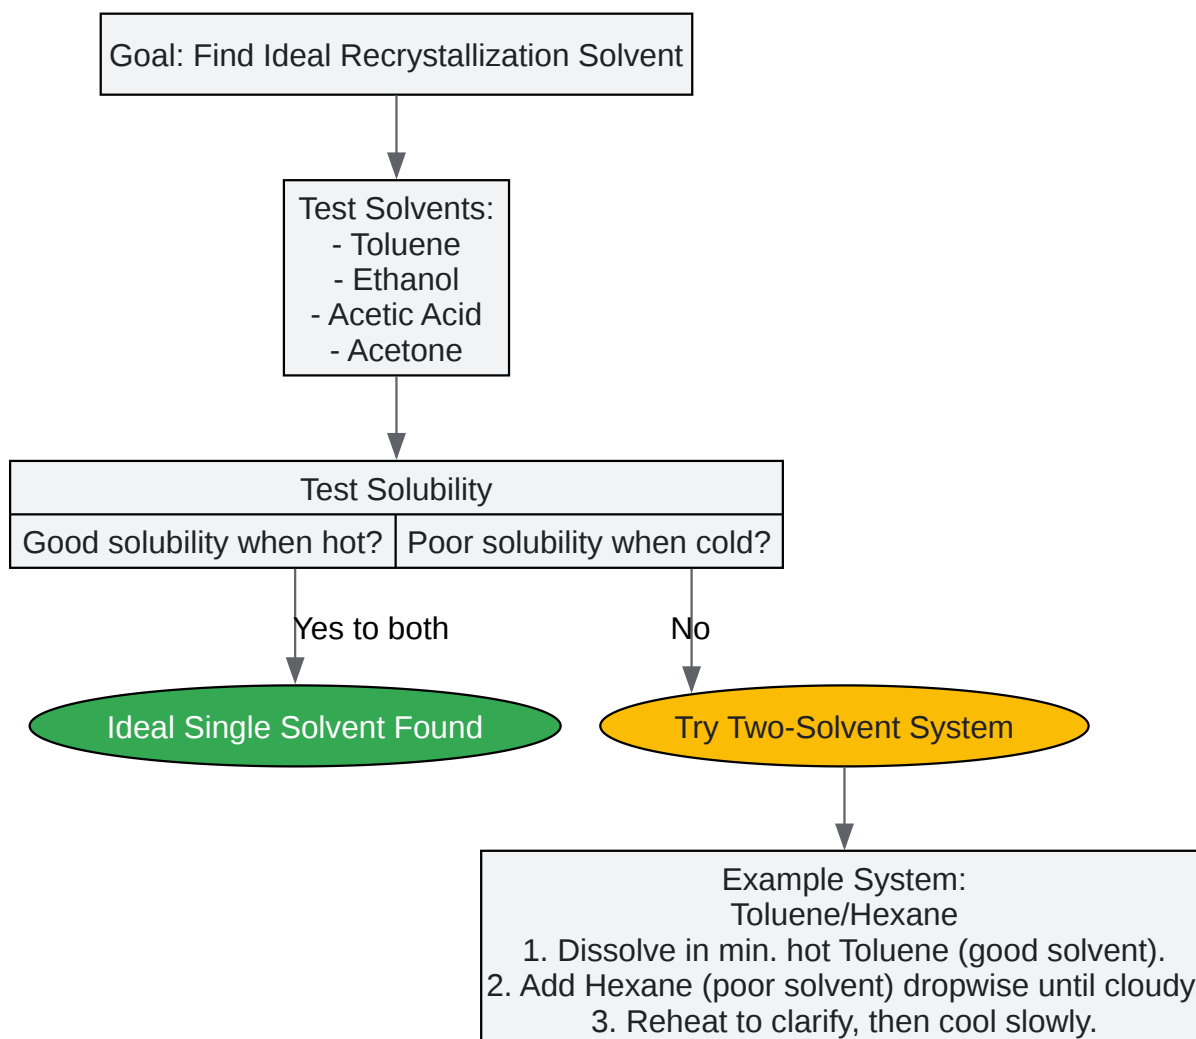 Goal: Find Ideal Recrystallization Solvent
Test Solvents:
- Toluene
- Ethanol
- Acetic Acid
- Acetone
Test Solubility
Good solubility when hot?
Poor solubility when cold?
Yes to both
No
Ideal Single Solvent Found
Try Two-Solvent System
Example System:
Toluene/Hexane
1. Dissolve in min. hot Toluene (good solvent).
2. Add Hexane (poor solvent) dropwise until cloudy
3. Reheat to clarify, then cool slowly.